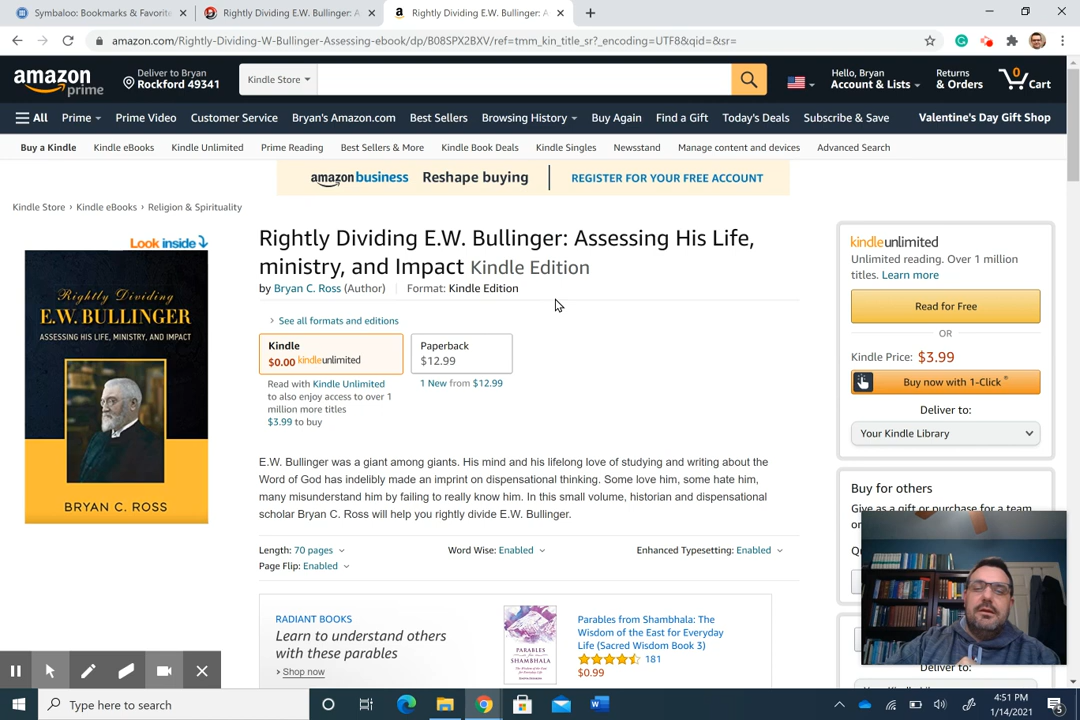 Symbaloo: Bookmarks & Favorite
Rightly Dividing E.W. Bullinger: A
Rightly Dividing E.W. Bullinger: A
amazon.com/Rightly-Dividing-W-Bullinger-Assessing-ebook/dp/B08SPX2BXV/ref=tmm_kin_title_sr?_encoding=UTF8&qid=&sr=
amazon prime
Deliver to Bryan
Rockford 49341
Kindle Store
Hello, Bryan
Account & Lists
Returns
& Orders
0
Cart
All
Prime
Prime Video
Customer Service
Bryan's Amazon.com
Best Sellers
Browsing History
Buy Again
Find a Gift
Today's Deals
Subscribe & Save
Valentine's Day Gift Shop
Buy a Kindle
Kindle eBooks
Kindle Unlimited
Prime Reading
Best Sellers & More
Kindle Book Deals
Kindle Singles
Newsstand
Manage content and devices
Advanced Search
amazon business
Reshape buying
REGISTER FOR YOUR FREE ACCOUNT
Kindle Store › Kindle eBooks › Religion & Spirituality
Look inside
Rightly Dividing
E.W. BULLINGER
ASSESSING HIS LIFE, MINISTRY, AND IMPACT
BRYAN C. ROSS
Rightly Dividing E.W. Bullinger: Assessing His Life,
ministry, and Impact Kindle Edition
by Bryan C. Ross (Author)
Format: Kindle Edition
› See all formats and editions
Kindle
$0.00 kindleunlimited
Paperback
$12.99
Read with Kindle Unlimited
to also enjoy access to over 1
million more titles
$3.99 to buy
1 New from $12.99
E.W. Bullinger was a giant among giants. His mind and his lifelong love of studying and writing about the
Word of God has indelibly made an imprint on dispensational thinking. Some love him, some hate him,
many misunderstand him by failing to really know him. In this small volume, historian and dispensational
scholar Bryan C. Ross will help you rightly divide E.W. Bullinger.
Length: 70 pages
Word Wise: Enabled
Enhanced Typesetting: Enabled
Page Flip: Enabled
RADIANT BOOKS
Learn to understand others
with these parables
› Shop now
PARABLES
SHAMBHALA
Parables from Shambhala: The
Wisdom of the East for Everyday
Life (Sacred Wisdom Book 3)
181
$0.99
kindleunlimited
Unlimited reading. Over 1 million
titles. Learn more
Read for Free
OR
Kindle Price: $3.99
Buy now with 1-Click ®
Deliver to:
Your Kindle Library
Buy for others
Give as a gift or purchase for a team
Deliver to:
Type here to search
4:51 PM
1/14/2021
5